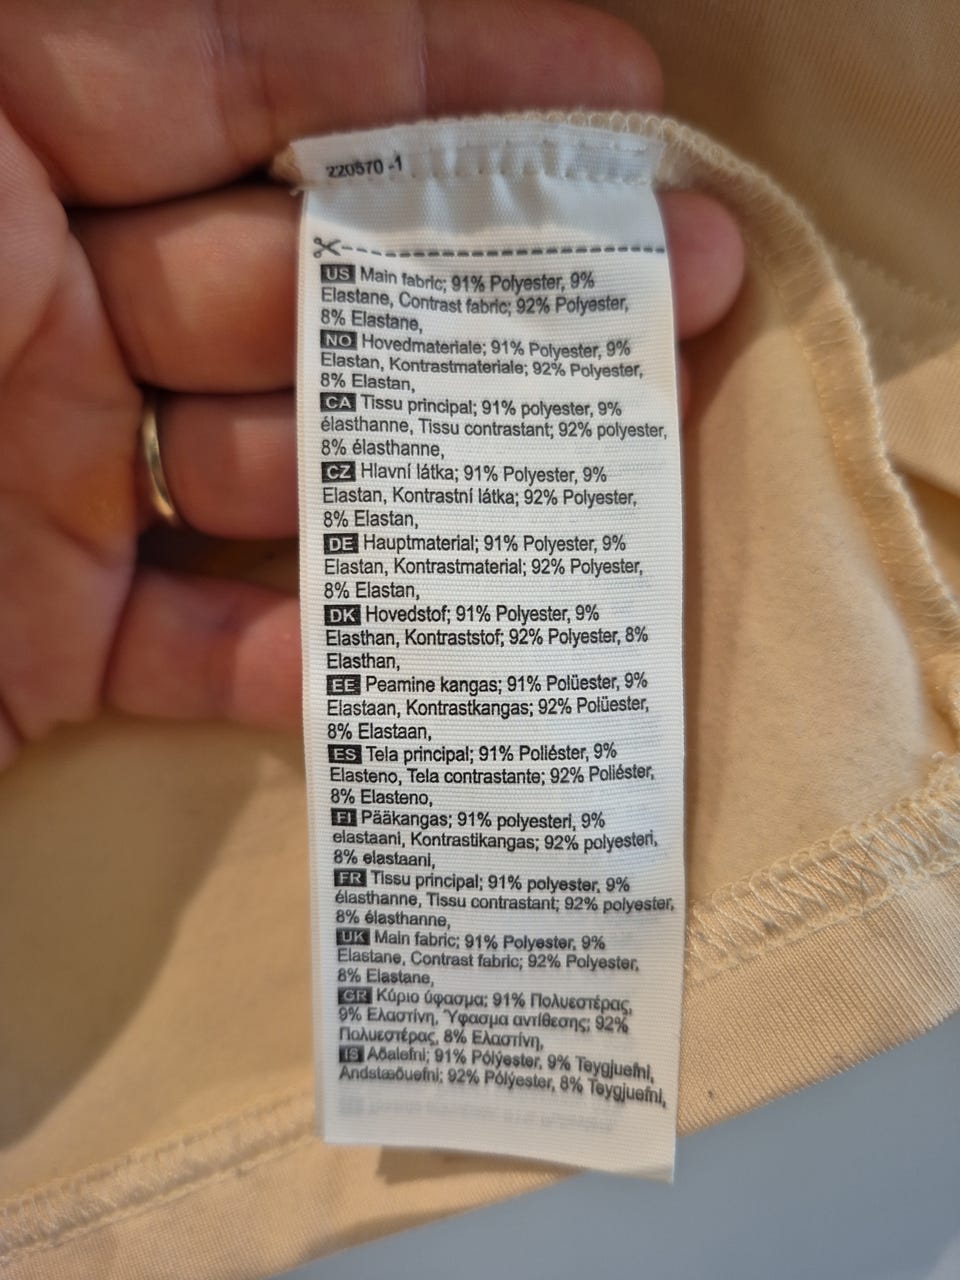 220570 -1
US Main fabric; 91% Polyester, 9%
Elastane, Contrast fabric; 92% Polyester,
8% Elastane,
NO Hovedmateriale; 91% Polyester, 9%
Elastan, Kontrastmateriale; 92% Polyester,
8% Elastan,
CA Tissu principal; 91% polyester, 9%
élasthanne, Tissu contrastant; 92% polyester,
8% élasthanne,
CZ Hlavní látka; 91% Polyester, 9%
Elastan, Kontrastní látka; 92% Polyester,
8% Elastan,
DE Hauptmaterial; 91% Polyester, 9%
Elastan, Kontrastmaterial; 92% Polyester,
8% Elastan,
DK Hovedstof; 91% Polyester, 9%
Elasthan, Kontraststof; 92% Polyester, 8%
Elasthan,
EE Peamine kangas; 91% Polüester, 9%
Elastaan, Kontrastkangas; 92% Polüester,
8% Elastaan,
ES Tela principal; 91% Poliéster, 9%
Elasteno, Tela contrastante; 92% Poliéster,
8% Elasteno,
FI Pääkangas; 91% polyesteri, 9%
elastaani, Kontrastikangas; 92% polyesteri,
8% elastaani,
FR Tissu principal; 91% polyester, 9%
élasthanne, Tissu contrastant; 92% polyester,
8% élasthanne,
UK Main fabric; 91% Polyester, 9%
Elastane, Contrast fabric; 92% Polyester,
8% Elastane,
GR Κύριο ύφασμα; 91% Πολυεστέρας,
9% Ελαστίνη, Ύφασμα αντίθεσης; 92%
Πολυεστέρας, 8% Ελαστίνη,
IS Aðalefni; 91% Pólýester, 9% Teygjuefni,
Andstæðuefni; 92% Pólýester, 8% Teygjuefni,